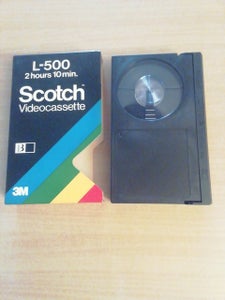 L-500
2 hours 10 min.
Scotch
Videocassette
B
3M